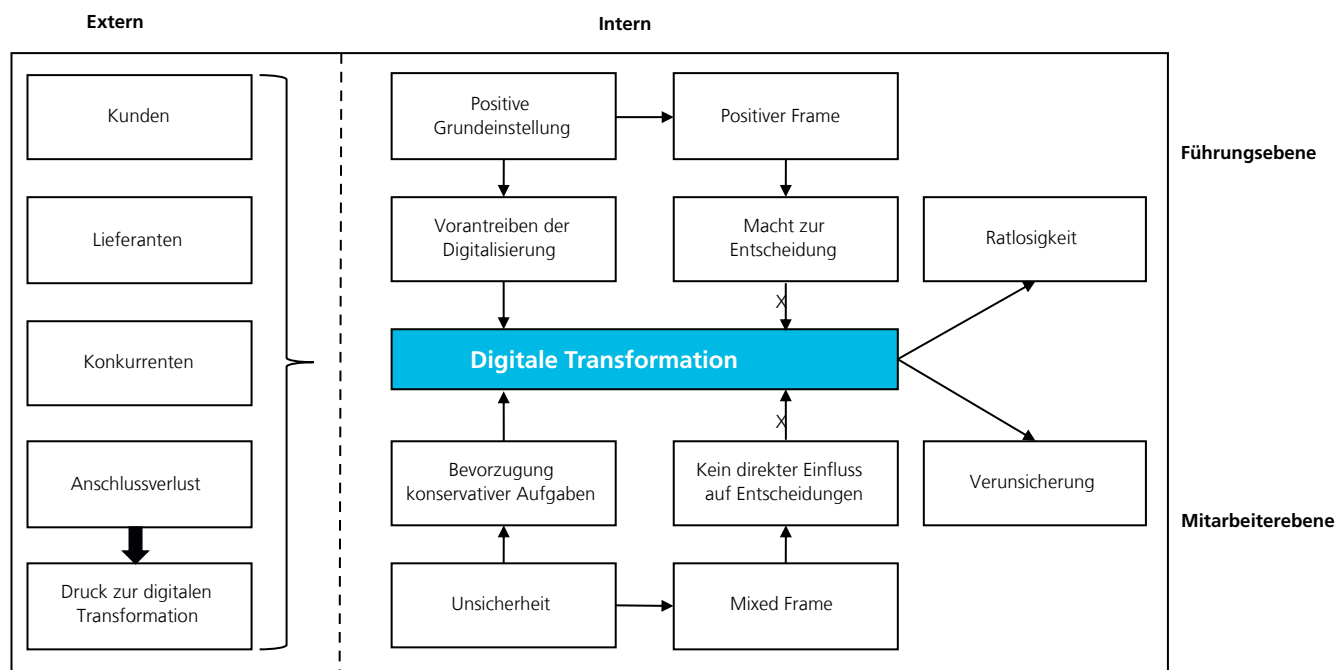 Extern
Intern
Kunden
Positive
Grundeinstellung
Positiver Frame
Führungsebene
Lieferanten
Vorantreiben der
Digitalisierung
Macht zur
Entscheidung
Ratlosigkeit
X
Konkurrenten
Digitale Transformation
X
Anschlussverlust
Bevorzugung
konservativer Aufgaben
Kein direkter Einfluss
auf Entscheidungen
Verunsicherung
Mitarbeiterebene
Druck zur digitalen
Transformation
Unsicherheit
Mixed Frame